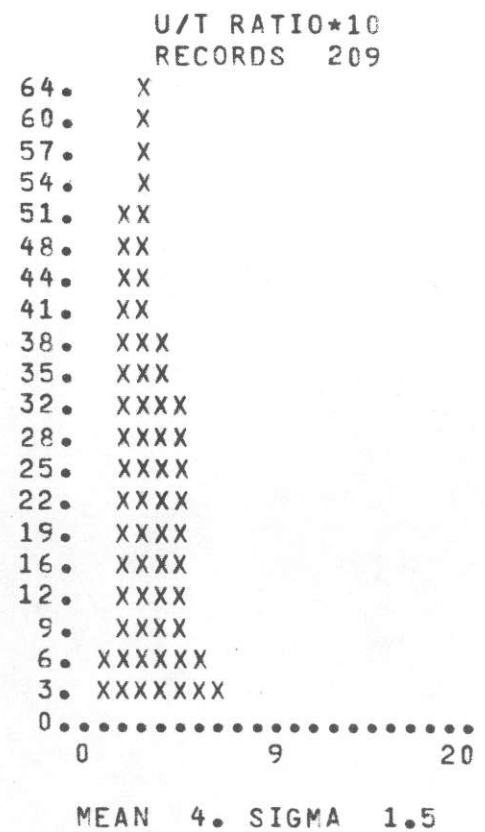 U/T RATIO*10
RECORDS 209
64. X
60. X
57. X
54. X
51. XX
48. XX
44. XX
41. XX
38. XXX
35. XXX
32. XXXX
28. XXXX
25. XXXX
22. XXXX
19. XXXX
16. XXXX
12. XXXX
9. XXXX
6. XXXXXX
3. XXXXXXX
0......................
0 9 20
MEAN 4. SIGMA 1.5